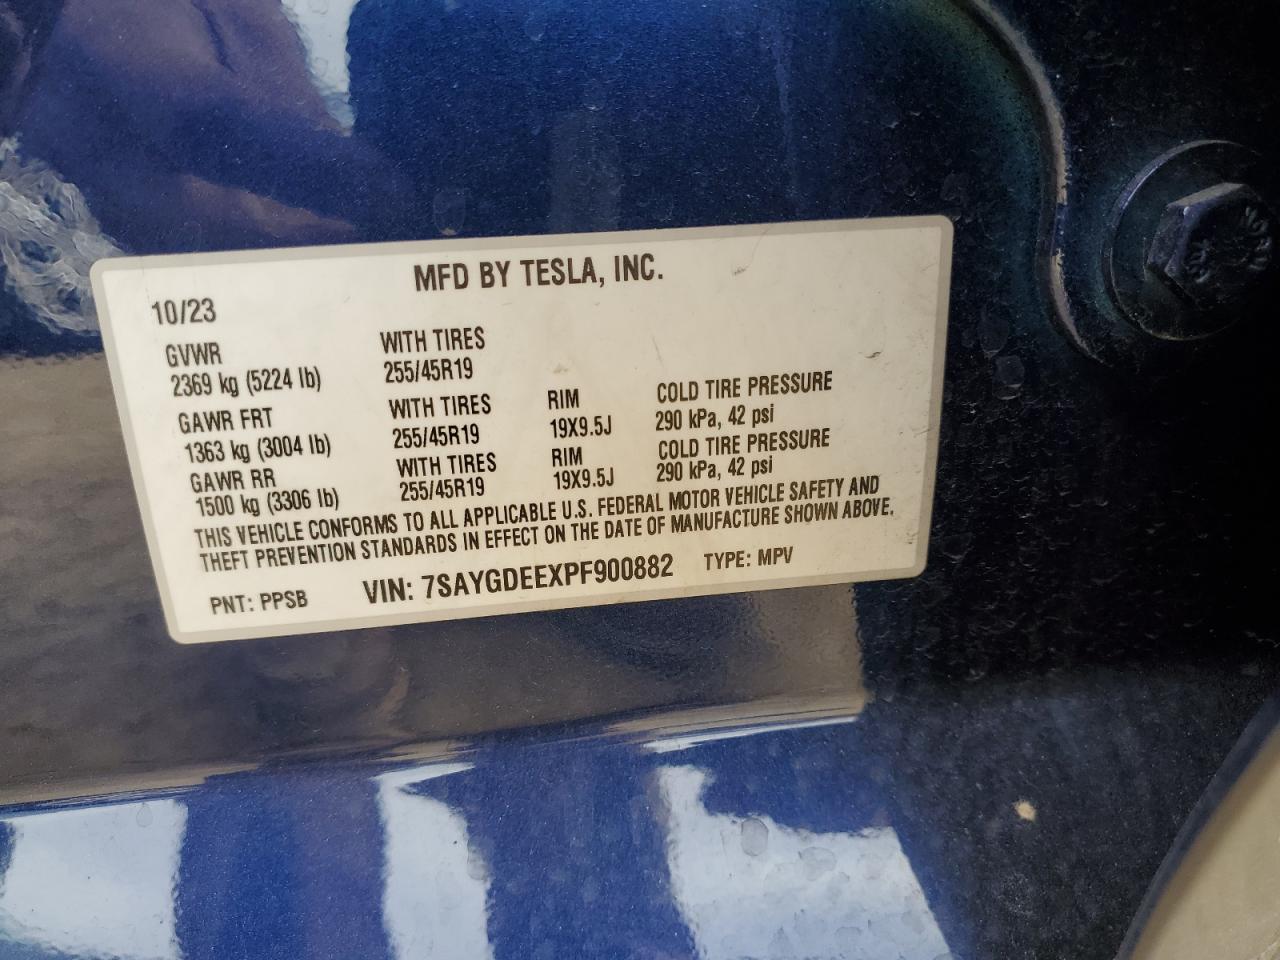 MFD BY TESLA, INC.
10/23
GVWR WITH TIRES
2369 kg (5224 lb) 255/45R19
GAWR FRT WITH TIRES RIM COLD TIRE PRESSURE
1363 kg (3004 lb) 255/45R19 19X9.5J 290 kPa, 42 psi
GAWR RR WITH TIRES RIM COLD TIRE PRESSURE
1500 kg (3306 lb) 255/45R19 19X9.5J 290 kPa, 42 psi
THIS VEHICLE CONFORMS TO ALL APPLICABLE U.S. FEDERAL MOTOR VEHICLE SAFETY AND
THEFT PREVENTION STANDARDS IN EFFECT ON THE DATE OF MANUFACTURE SHOWN ABOVE.
PNT: PPSB VIN: 7SAYGDEEXPF900882 TYPE: MPV